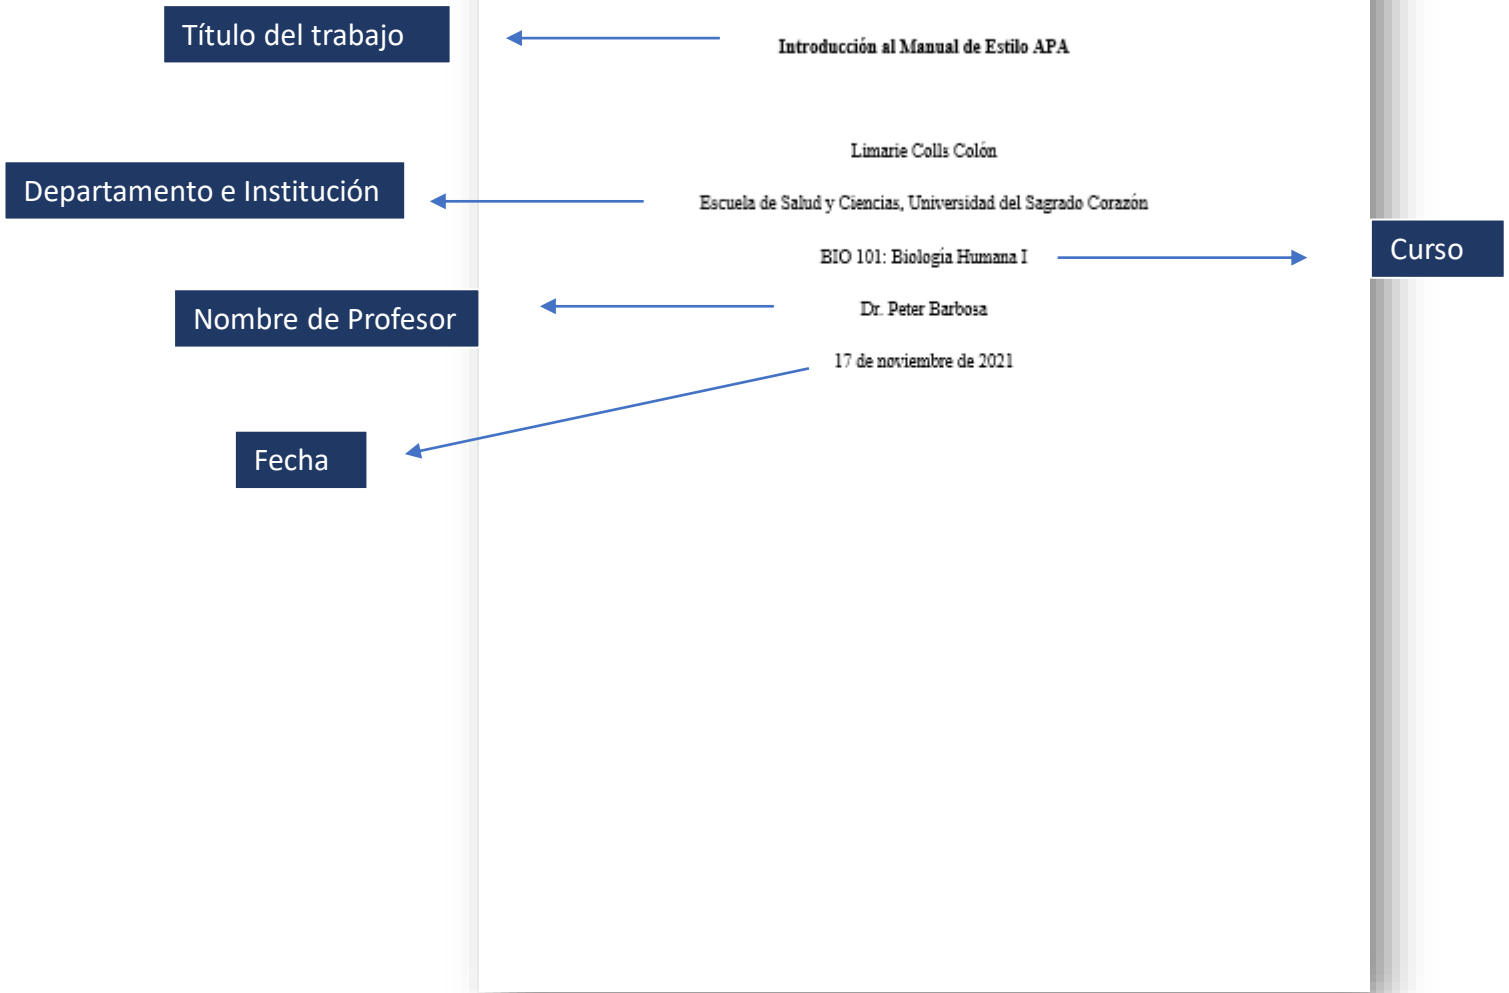 Título del trabajo
Introducción al Manual de Estilo APA
Limarie Colls Colón
Departamento e Institución
Escuela de Salud y Ciencias, Universidad del Sagrado Corazón
BIO 101: Biología Humana I
Curso
Nombre de Profesor
Dr. Peter Barbosa
17 de noviembre de 2021
Fecha